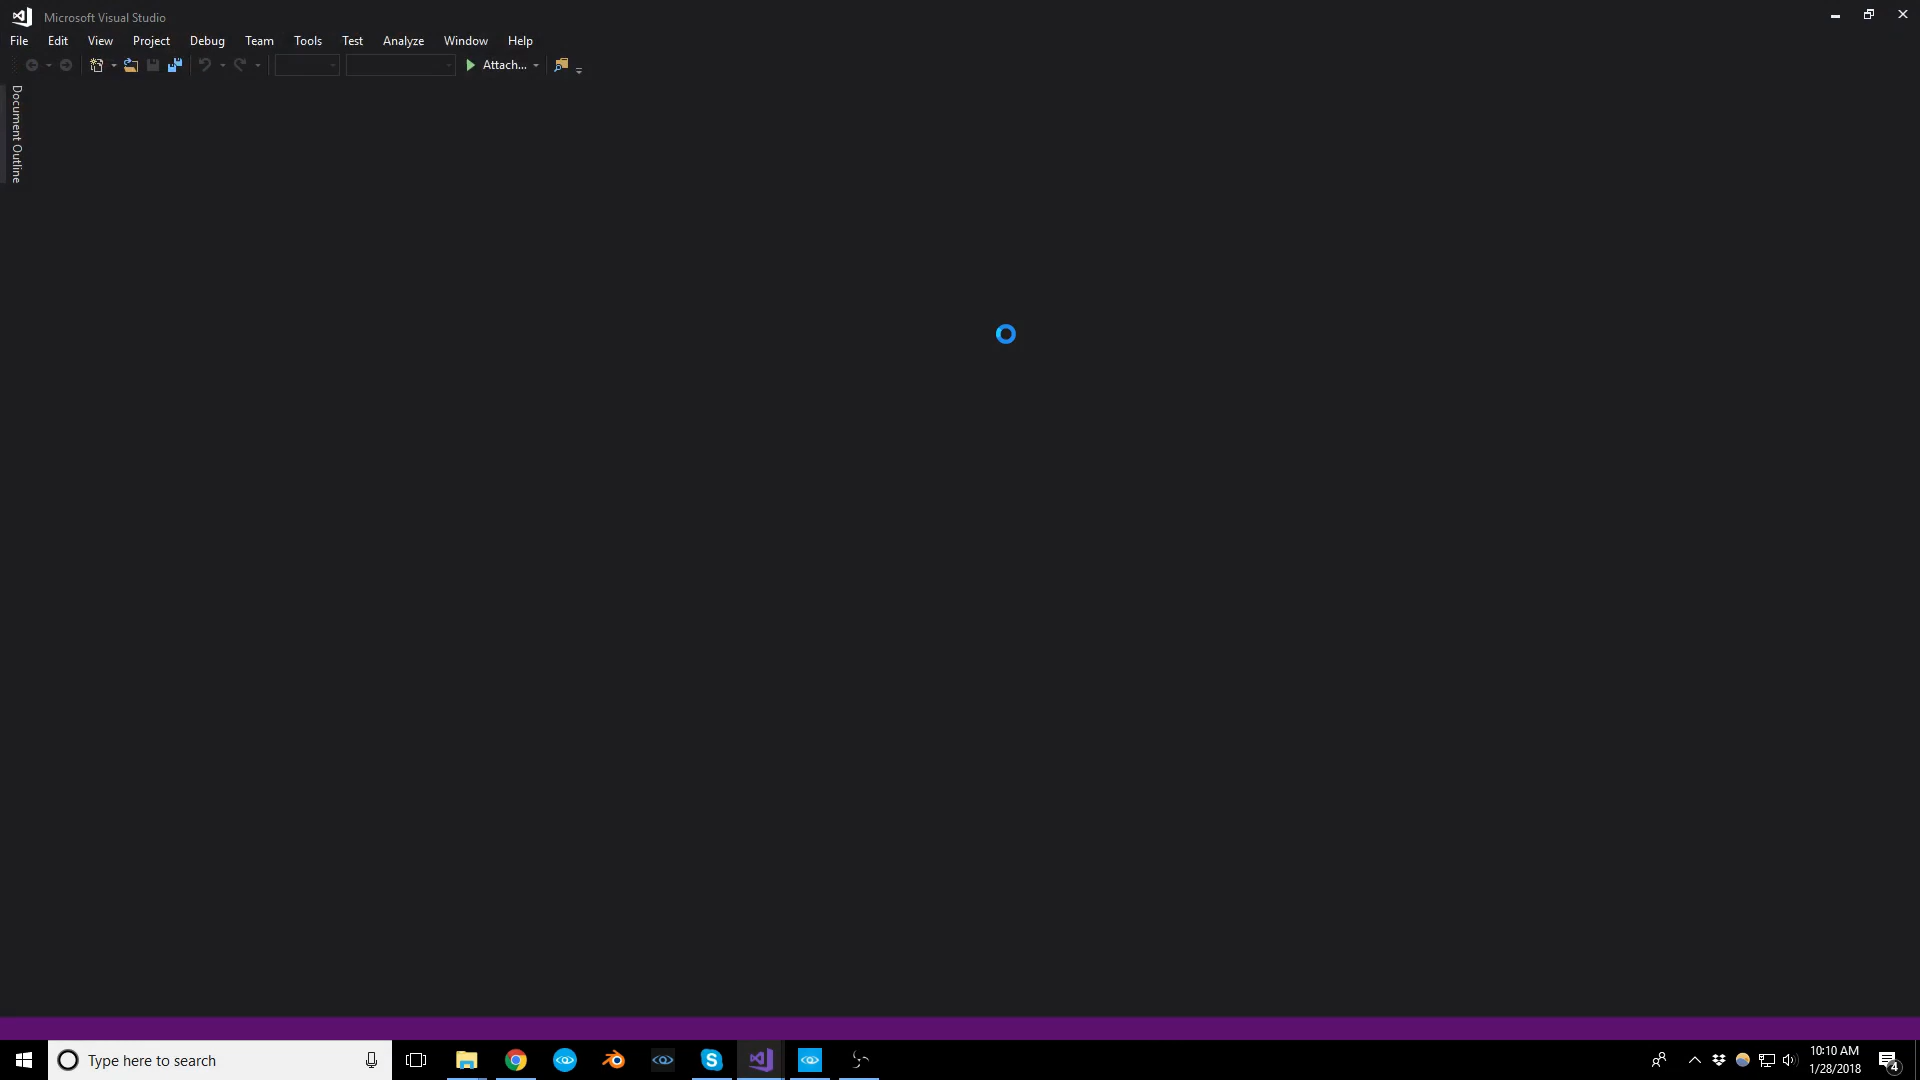 Microsoft Visual Studio
File Edit View Project Debug Team Tools Test Analyze Window Help
Attach...
Document Outline
Type here to search
10:10 AM
1/28/2018
4